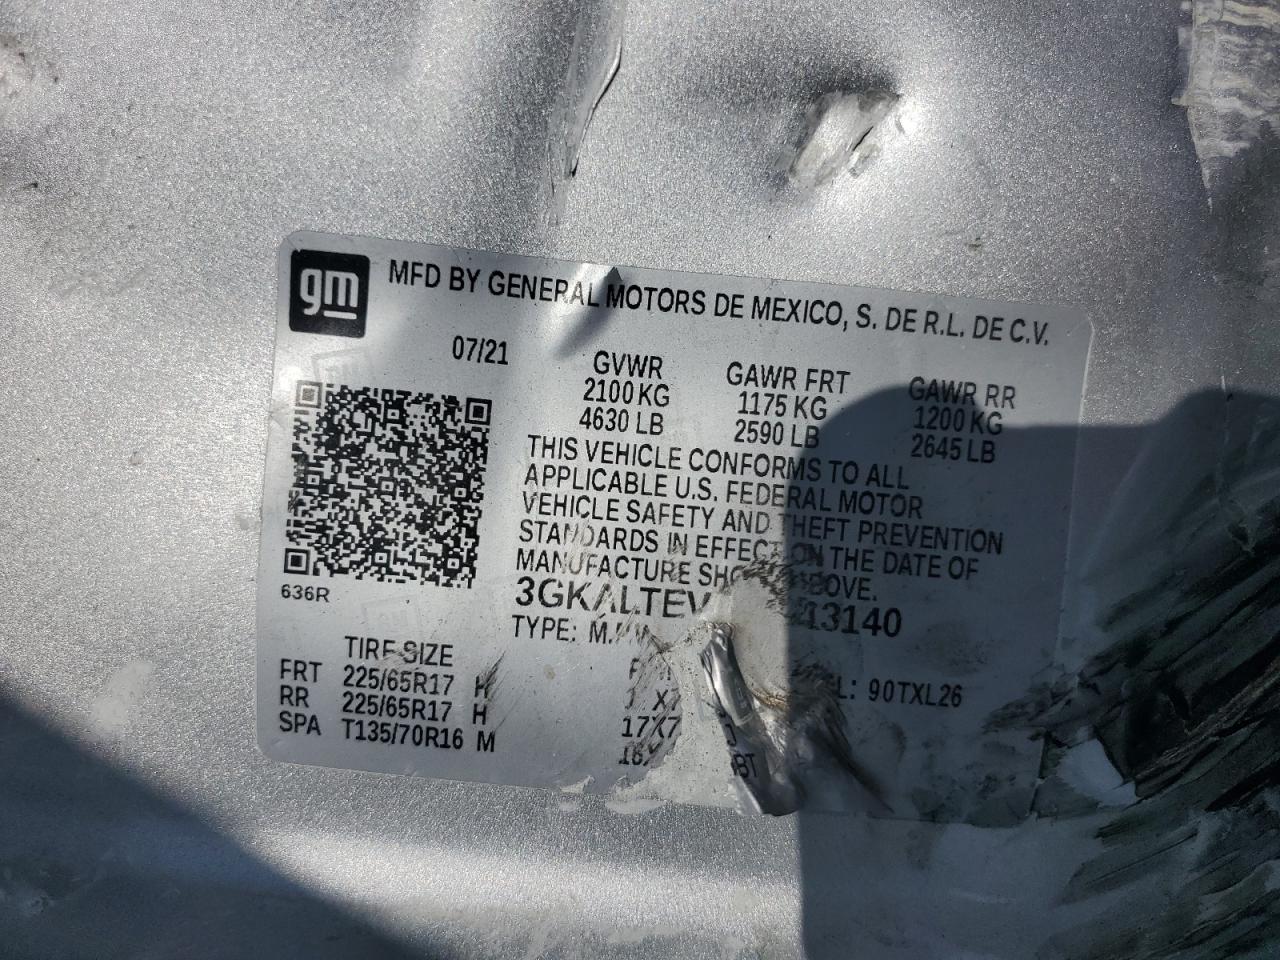 gm
MFD BY GENERAL MOTORS DE MEXICO, S. DE R.L. DE C.V.
07/21
GVWR GAWR FRT GAWR RR
2100 KG 1175 KG 1200 KG
4630 LB 2590 LB 2645 LB
THIS VEHICLE CONFORMS TO ALL
APPLICABLE U.S. FEDERAL MOTOR
VEHICLE SAFETY AND THEFT PREVENTION
STANDARDS IN EFFECT ON THE DATE OF
MANUFACTURE ABOVE.
636R
3GKALTEV 13140
TYPE:
TIRE SIZE
FRT 225/65R17 H
RR 225/65R17 H 17X7
SPA T135/70R16 M
90TXL26